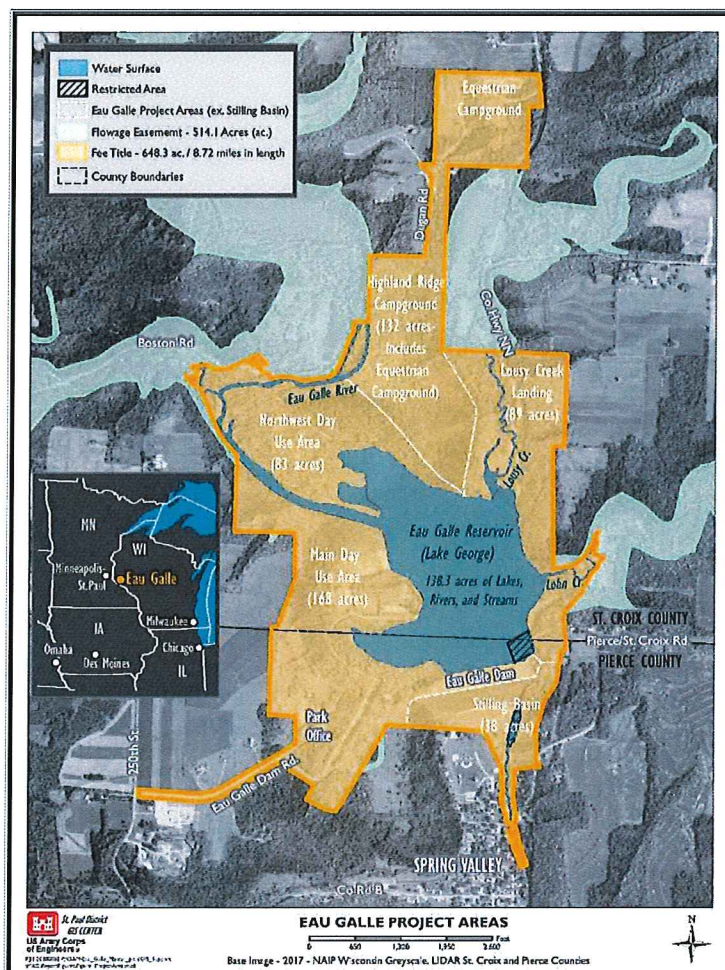 Water Surface
Restricted Area
Eau Galle Project Areas (ex. Stilling Basin)
Flowage Easement - 514.1 Acres (ac.)
Fee Title - 648.3 ac. / 8.72 miles in length
County Boundaries
Equestrian
Campground
Dugan Rd
Highland Ridge
Campground
(132 acres-
includes
Equestrian
Campground)
Co. Hwy NN
Boston Rd
Eau Galle River
Lousy Creek
Landing
(89 acres)
Northwest Day
Use Area
(83 acres)
Lousy Cr.
Eau Galle Reservoir
(Lake George)
138.3 acres of Lakes,
Rivers, and Streams
Main Day
Use Area
(168 acres)
Lohn Cr.
ST. CROIX COUNTY
Pierce/St. Croix Rd
PIERCE COUNTY
MN
WI
Minneapolis-
St. Paul
Eau Galle
IA
Milwaukee
Omaha
Des Moines
Chicago
IL
Eau Galle Dam
Stilling Basin
(38 acres)
Park
Office
250th St.
Eau Galle Dam Rd.
SPRING VALLEY
Co Rd B
St. Paul District
GIS CENTER
US Army Corps
of Engineers
EAU GALLE PROJECT AREAS
0 650 1,300 1,950 2,600 Feet
N
Base Image - 2017 - NAIP Wisconsin Greyscale, LIDAR St. Croix and Pierce Counties